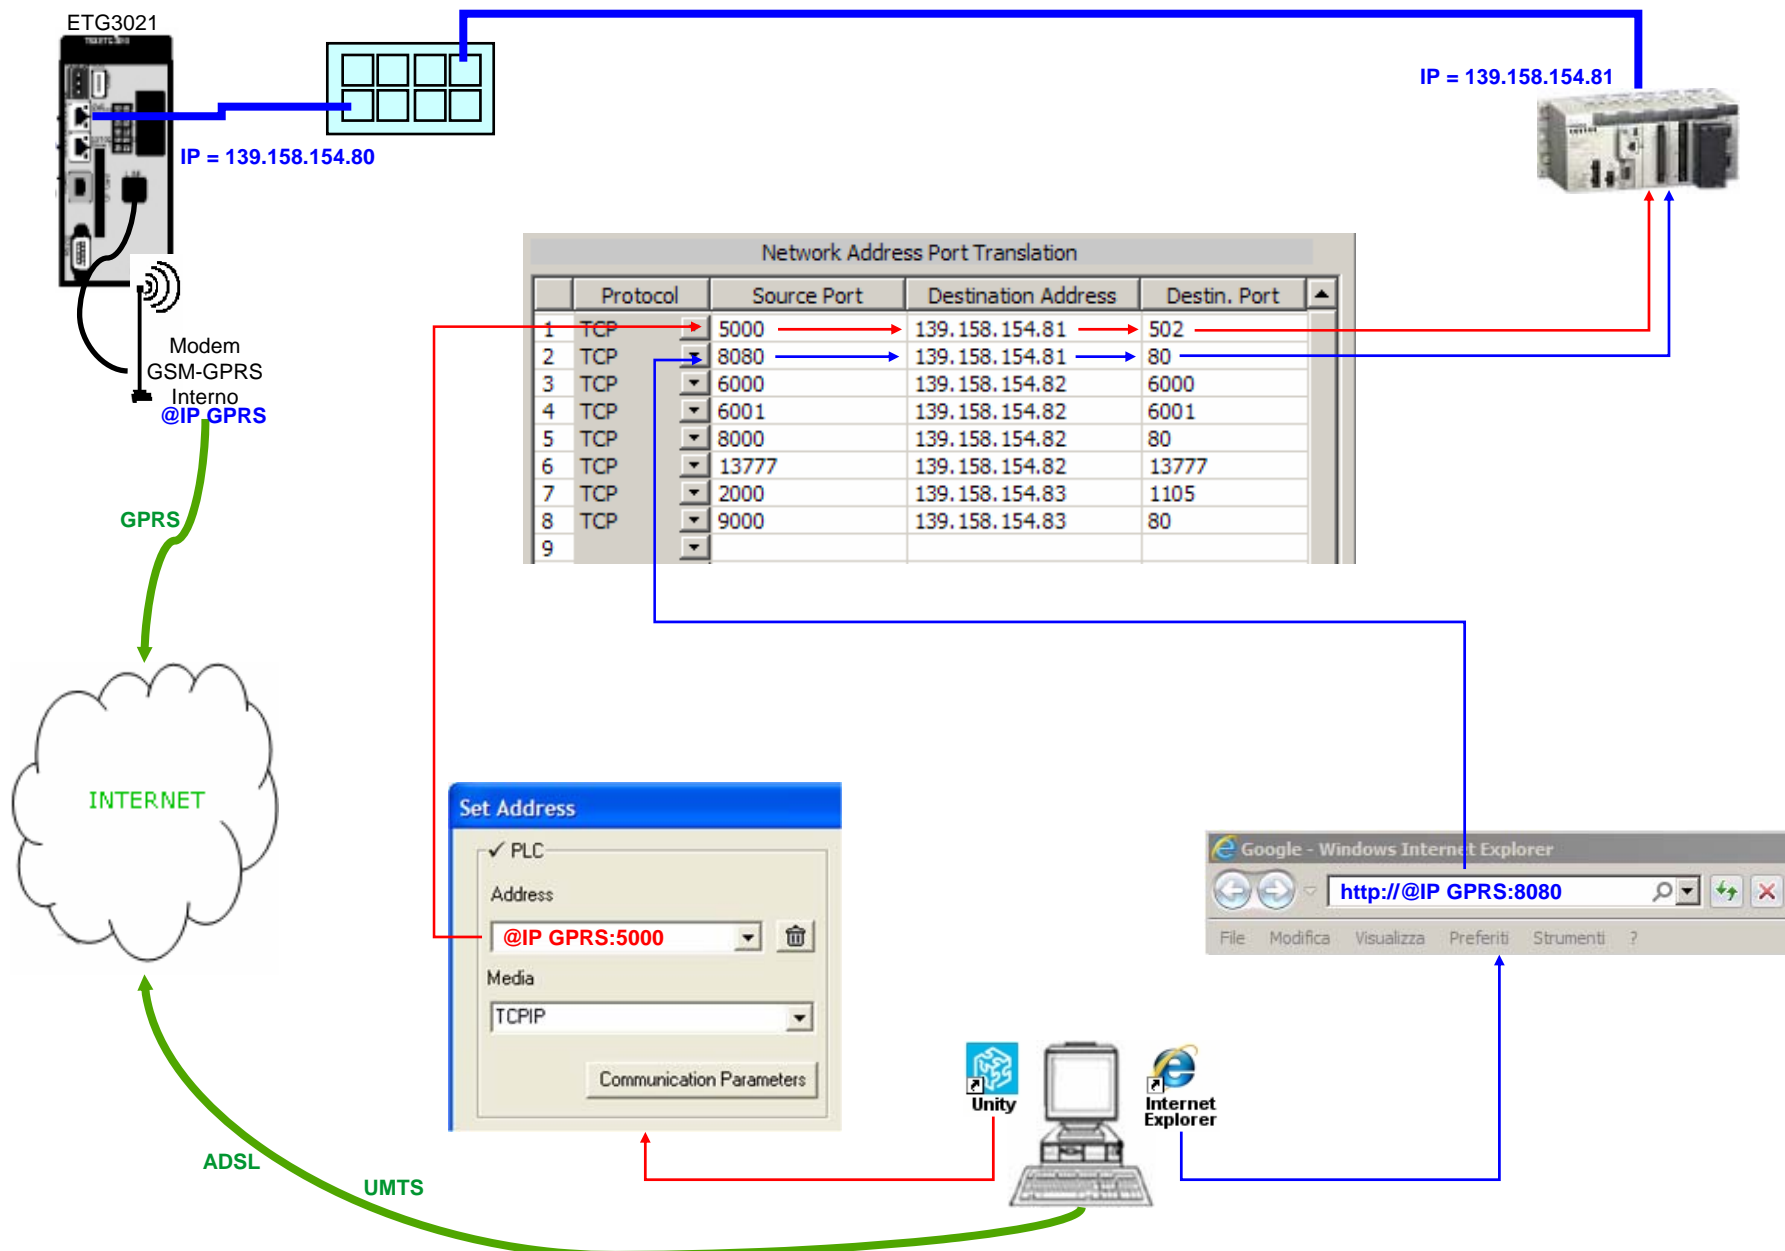 ETG3021
IP = 139.158.154.81
IP = 139.158.154.80
Network Address Port Translation
Protocol Source Port Destination Address Destin. Port
1 TCP 5000 139.158.154.81 502
2 TCP 8080 139.158.154.81 80
3 TCP 6000 139.158.154.82 6000
4 TCP 6001 139.158.154.82 6001
5 TCP 8000 139.158.154.82 80
6 TCP 13777 139.158.154.82 13777
7 TCP 2000 139.158.154.83 1105
8 TCP 9000 139.158.154.83 80
9
Modem
GSM-GPRS
Interno
@IP GPRS
GPRS
INTERNET
Set Address
PLC
Address
@IP GPRS:5000
Media
TCPIP
Communication Parameters
Google - Windows Internet Explorer
http://@IP GPRS:8080
File Modifica Visualizza Preferiti Strumenti ?
Unity
Internet
Explorer
ADSL
UMTS